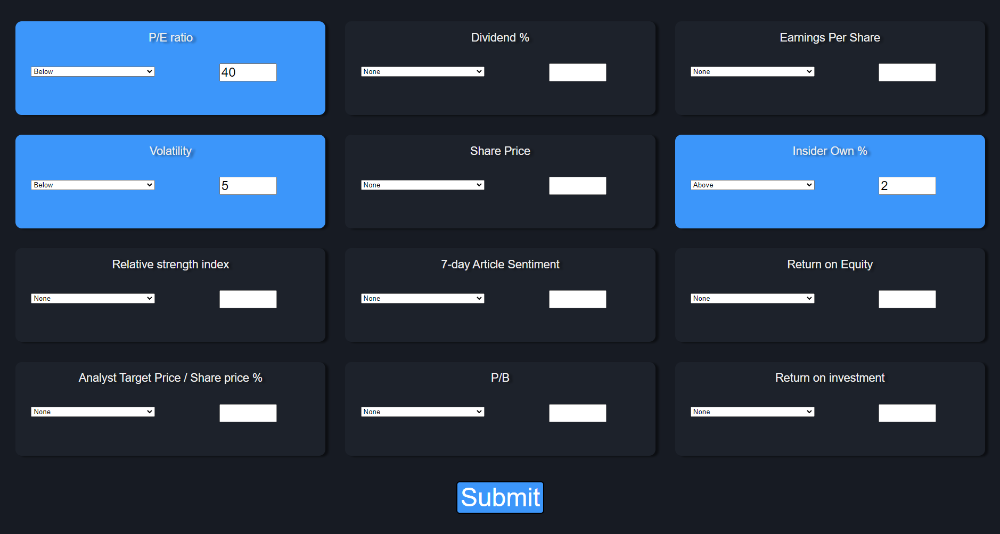 P/E ratio
Dividend %
Earnings Per Share
Below
40
None
None
Volatility
Share Price
Insider Own %
Below
5
None
Above
2
Relative strength index
7-day Article Sentiment
Return on Equity
None
None
None
Analyst Target Price / Share price %
P/B
Return on investment
None
None
None
Submit